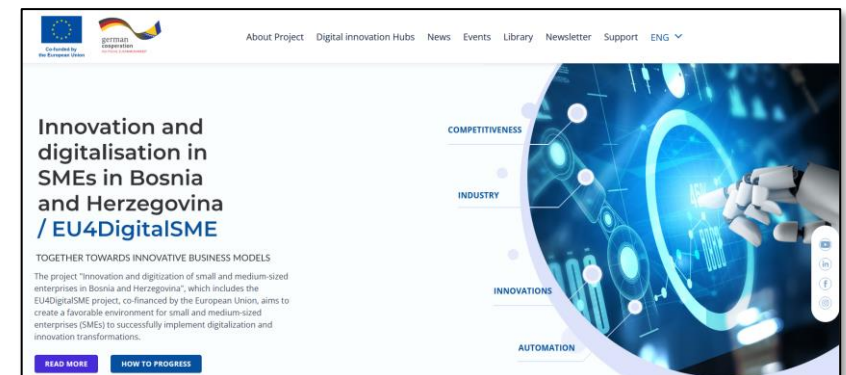 Co-funded by
the European Union
german
cooperation
About Project Digital innovation Hubs News Events Library Newsletter Support ENG
Innovation and
digitalisation in
SMEs in Bosnia
and Herzegovina
/ EU4DigitalSME
TOGETHER TOWARDS INNOVATIVE BUSINESS MODELS
The project "Innovation and digitization of small and medium-sized
enterprises in Bosnia and Herzegovina", which includes the
EU4DigitalSME project, co-financed by the European Union, aims to
create a favorable environment for small and medium-sized
enterprises (SMEs) to successfully implement digitalization and
innovation transformations.
READ MORE HOW TO PROGRESS
COMPETITIVENESS
INDUSTRY
INNOVATIONS
AUTOMATION
in
f